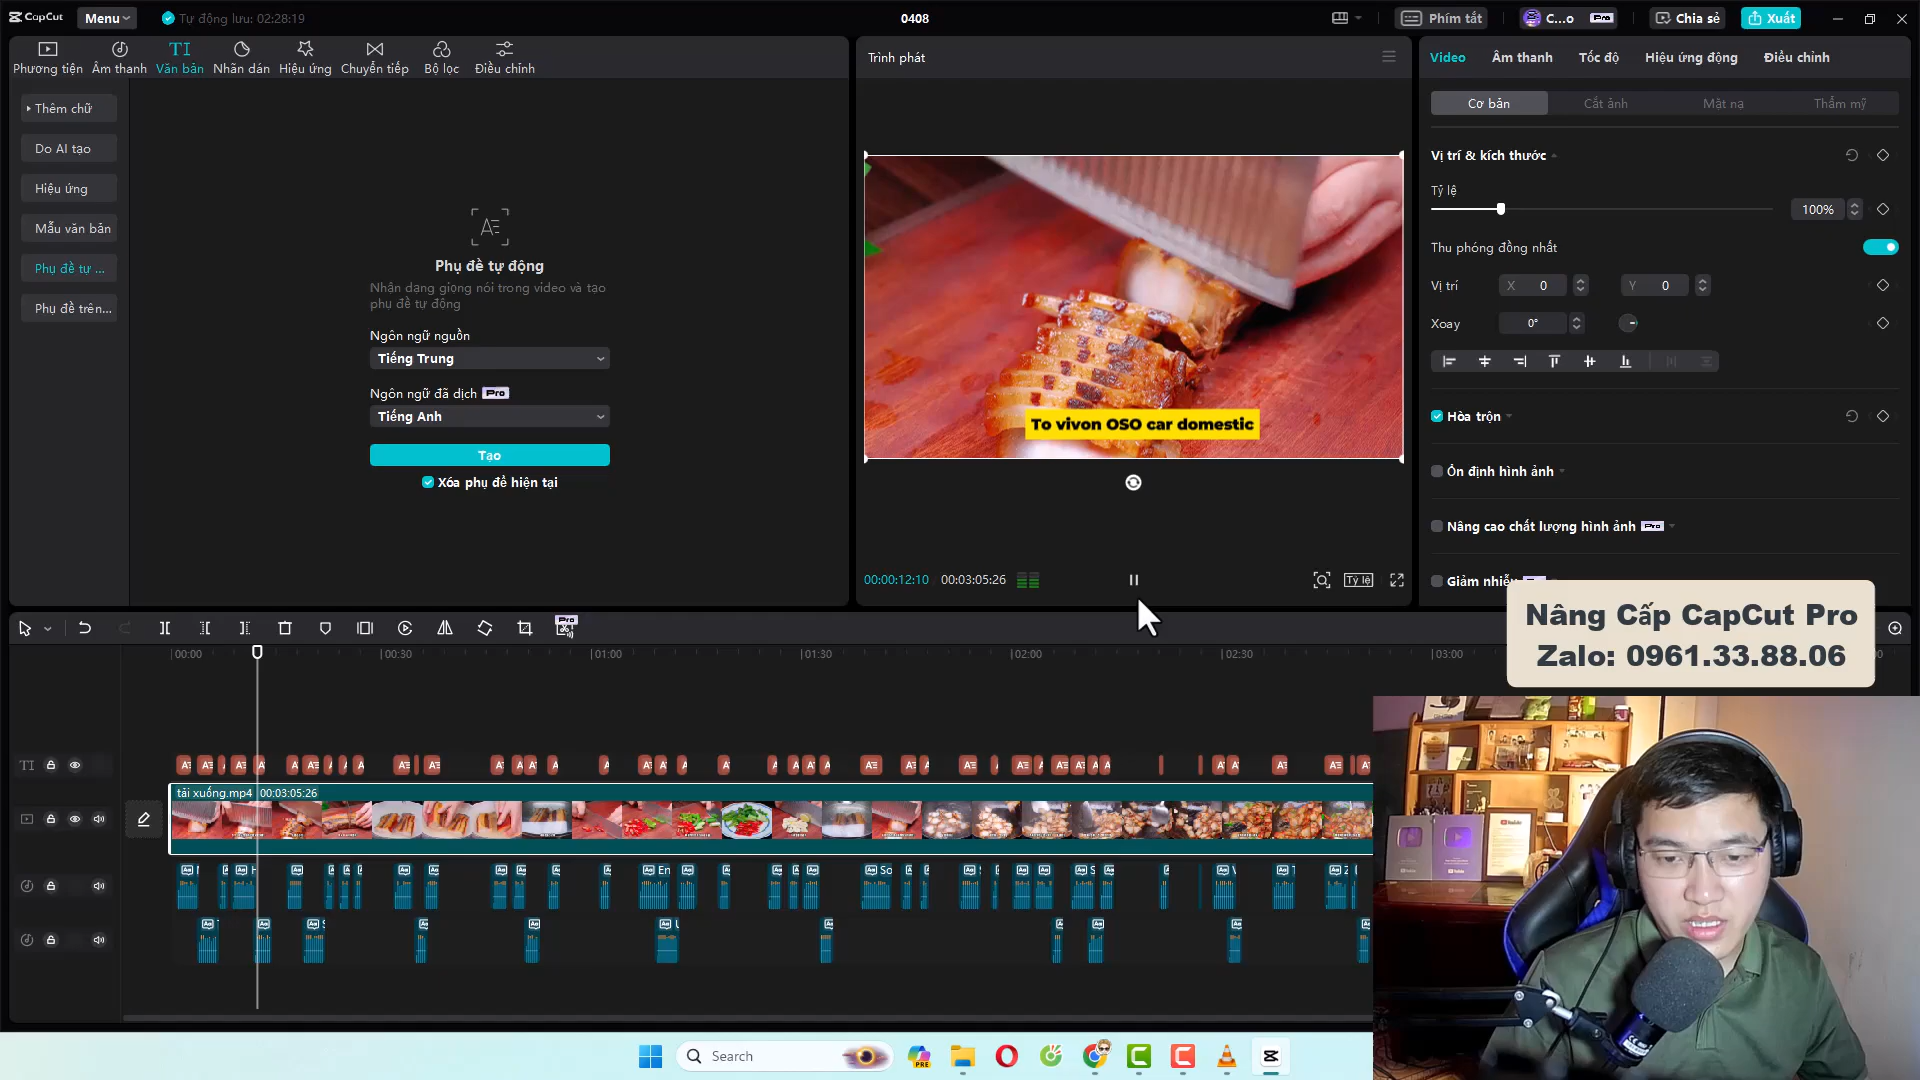 CapCut
Menu
Tự động lưu: 02:28:19
0408
Phím tắt
C...o
Pro
Chia sẻ
Xuất
Phương tiện
Âm thanh
TI
Văn bản
Nhãn dán
Hiệu ứng
Chuyển tiếp
Bộ lọc
Điều chỉnh
Thêm chữ
Do AI tạo
Hiệu ứng
Mẫu văn bản
Phụ đề tự ...
Phụ đề trên...
Phụ đề tự động
Nhận dạng giọng nói trong video và tạo
phụ đề tự động
Ngôn ngữ nguồn
Tiếng Trung
Ngôn ngữ đã dịch Pro
Tiếng Anh
Tạo
Xóa phụ đề hiện tại
Trình phát
To vivon OSO car domestic
00:00:12:10
00:03:05:26
Tỷ lệ
Video
Âm thanh
Tốc độ
Hiệu ứng động
Điều chỉnh
Cơ bản
Cắt ảnh
Mặt nạ
Thẩm mỹ
Vị trí & kích thước
Tỷ lệ
100%
Thu phóng đồng nhất
Vị trí
X 0
Y 0
Xoay
0°
Hòa trộn
Ổn định hình ảnh
Nâng cao chất lượng hình ảnh Pro
Giảm nhiễu
Nâng Cấp CapCut Pro
Zalo: 0961.33.88.06
Pro
00:00
00:30
01:00
01:30
02:00
02:30
03:00
TI
tải xuống.mp4 00:03:05:26
En
So
Search
PRE